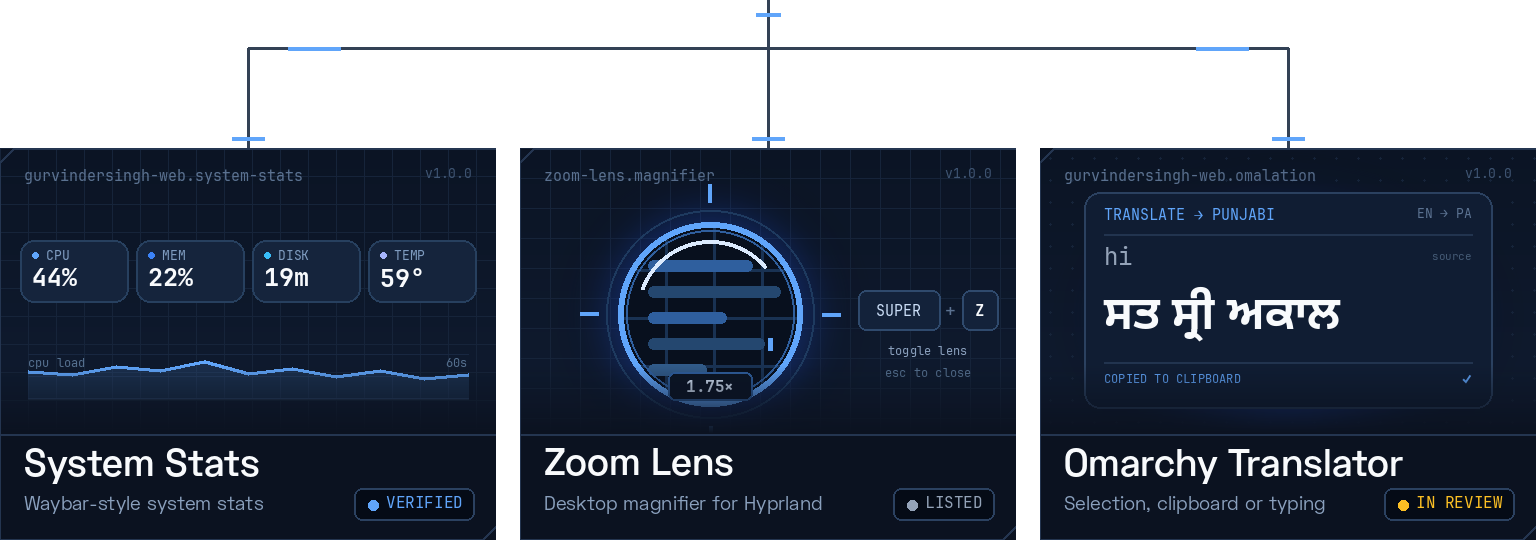 gurvindersingh-web.system-stats v1.0.0
CPU
44%
MEM
22%
DISK
19m
TEMP
59°
cpu load 60s
System Stats
Waybar-style system stats
VERIFIED
zoom-lens.magnifier v1.0.0
1.75×
SUPER + Z
toggle lens
esc to close
Zoom Lens
Desktop magnifier for Hyprland
LISTED
gurvindersingh-web.omalation v1.0.0
TRANSLATE → PUNJABI EN → PA
hi source
ਸਤ ਸ੍ਰੀ ਅਕਾਲ
COPIED TO CLIPBOARD ✓
Omarchy Translator
Selection, clipboard or typing
IN REVIEW